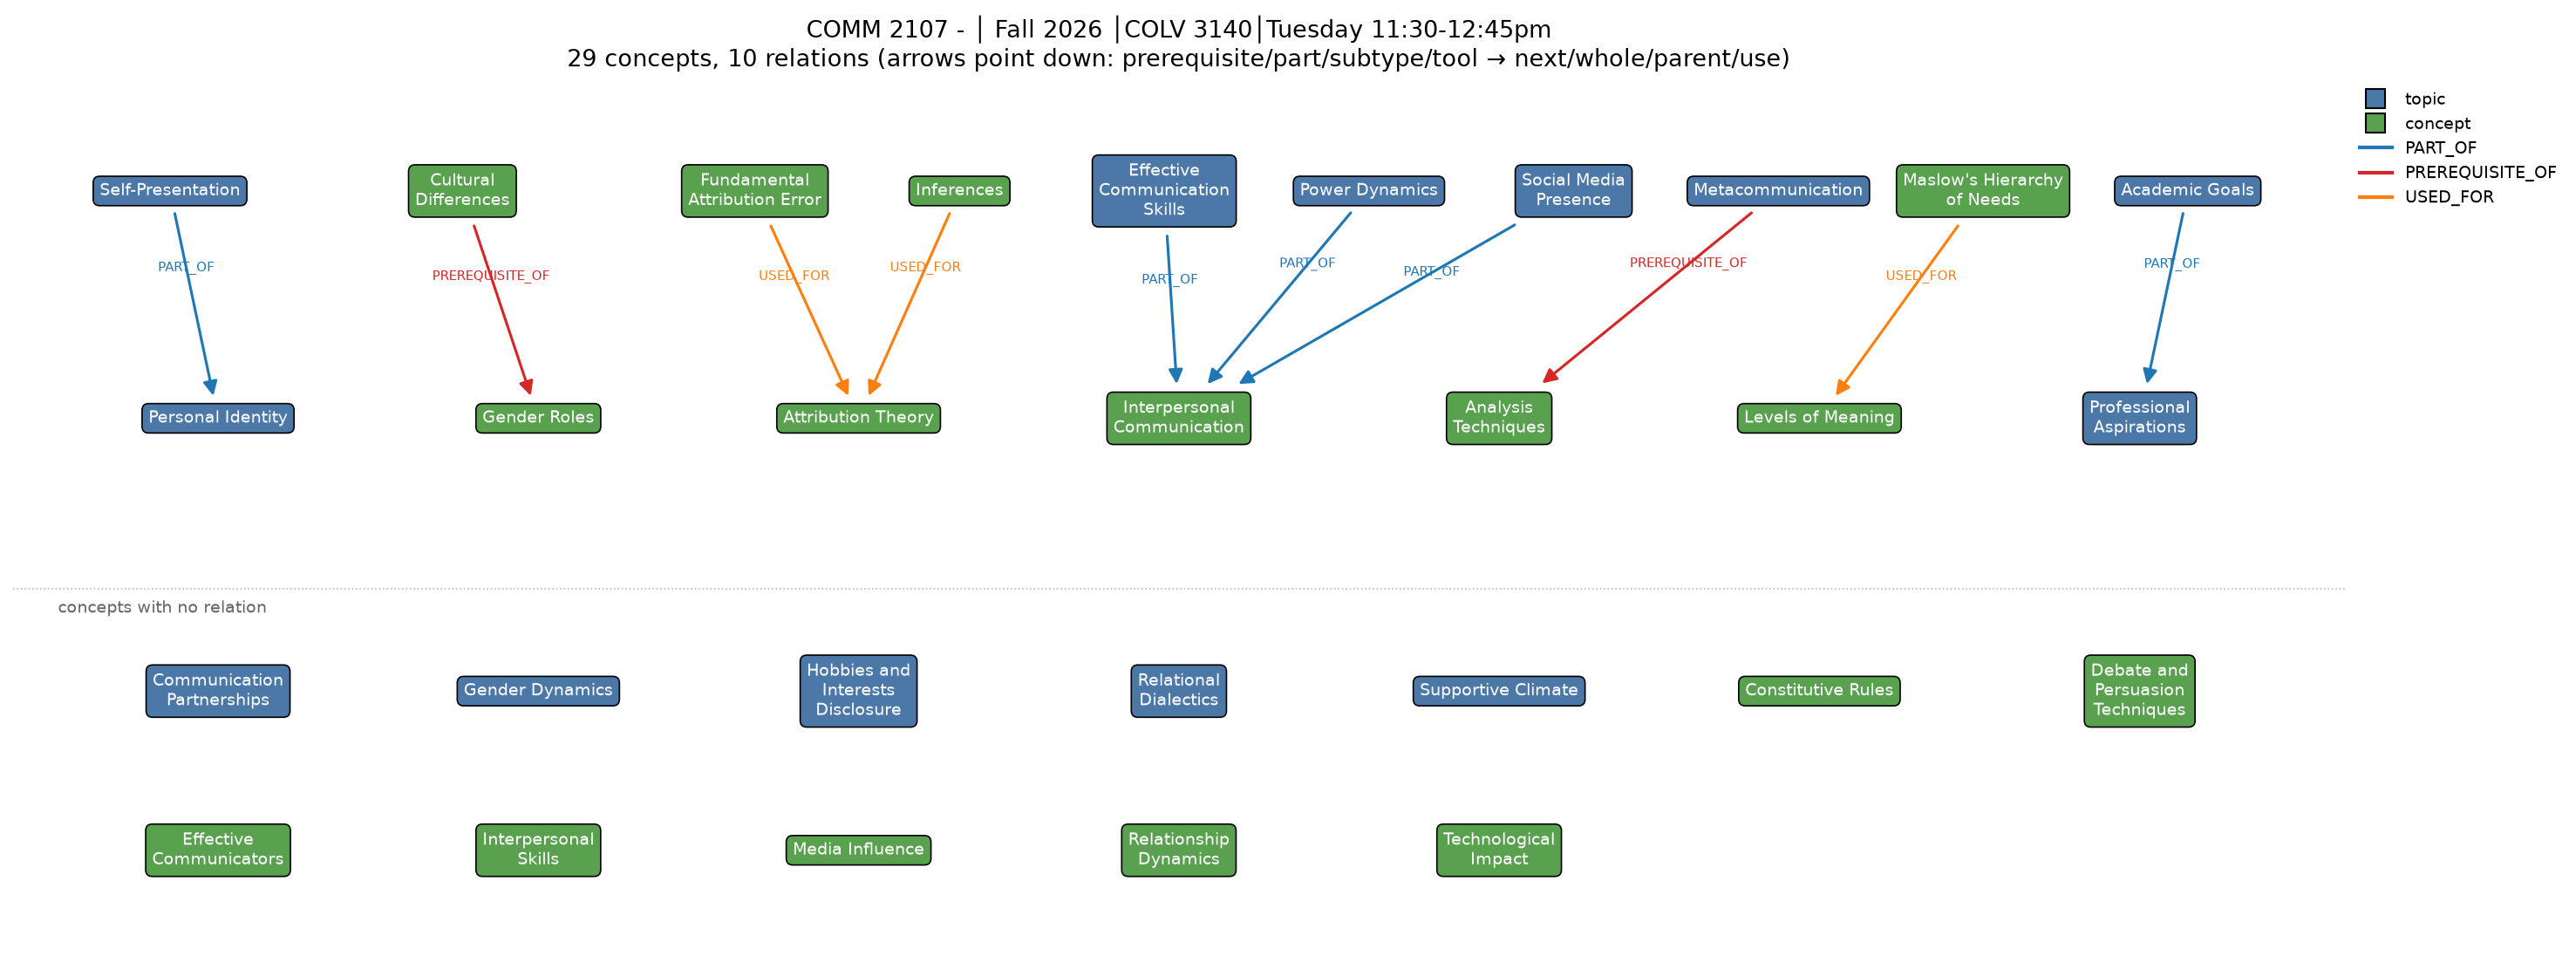 COMM 2107 - | Fall 2026 |COLV 3140|Tuesday 11:30-12:45pm
29 concepts, 10 relations (arrows point down: prerequisite/part/subtype/tool → next/whole/parent/use)
topic
concept
PART_OF
PREREQUISITE_OF
USED_FOR
Self-Presentation
Cultural
Differences
Fundamental
Attribution Error
Inferences
Effective
Communication
Skills
Power Dynamics
Social Media
Presence
Metacommunication
Maslow's Hierarchy
of Needs
Academic Goals
PART_OF
PREREQUISITE_OF
USED_FOR
USED_FOR
PART_OF
PART_OF
PART_OF
PREREQUISITE_OF
USED_FOR
PART_OF
Personal Identity
Gender Roles
Attribution Theory
Interpersonal
Communication
Analysis
Techniques
Levels of Meaning
Professional
Aspirations
concepts with no relation
Communication
Partnerships
Gender Dynamics
Hobbies and
Interests
Disclosure
Relational
Dialectics
Supportive Climate
Constitutive Rules
Debate and
Persuasion
Techniques
Effective
Communicators
Interpersonal
Skills
Media Influence
Relationship
Dynamics
Technological
Impact